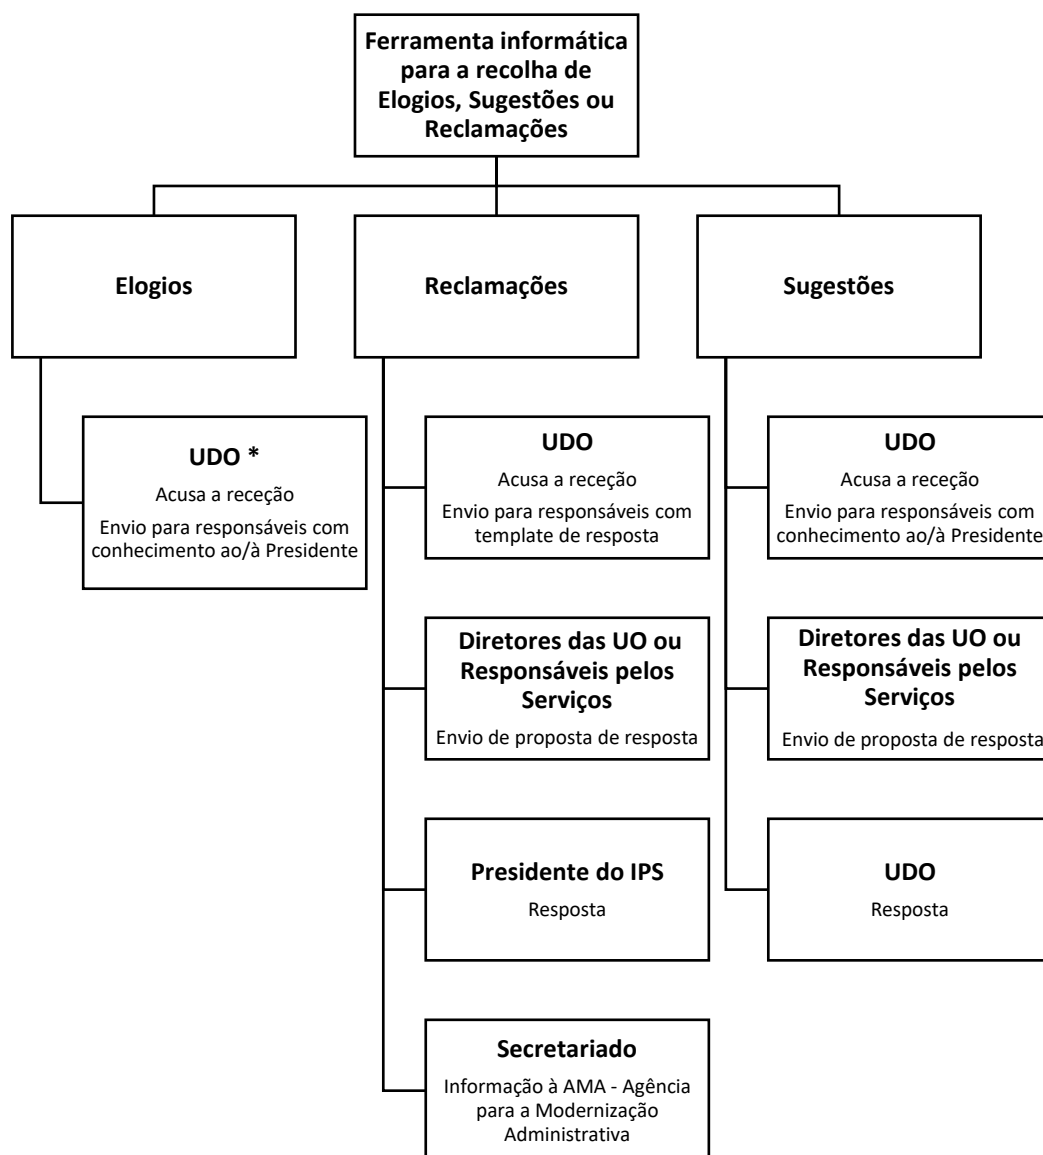 Ferramenta informática
para a recolha de
Elogios, Sugestões ou
Reclamações
Elogios
Reclamações
Sugestões
UDO *
Acusa a receção
Envio para responsáveis com
conhecimento ao/à Presidente
UDO
Acusa a receção
Envio para responsáveis com
template de resposta
UDO
Acusa a receção
Envio para responsáveis com
conhecimento ao/à Presidente
Diretores das UO ou
Responsáveis pelos
Serviços
Envio de proposta de resposta
Diretores das UO ou
Responsáveis pelos
Serviços
Envio de proposta de resposta
Presidente do IPS
Resposta
UDO
Resposta
Secretariado
Informação à AMA - Agência
para a Modernização
Administrativa